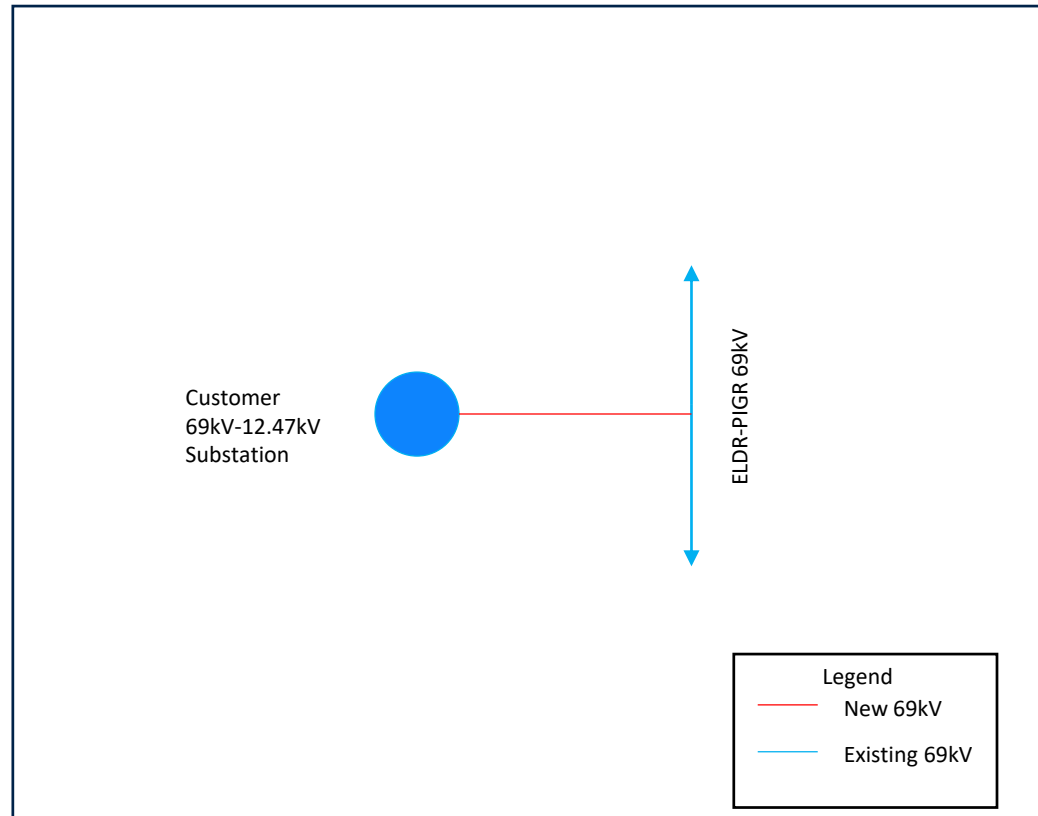 Customer
69kV-12.47kV
Substation
ELDR-PIGR 69kV
Legend
New 69kV
Existing 69kV